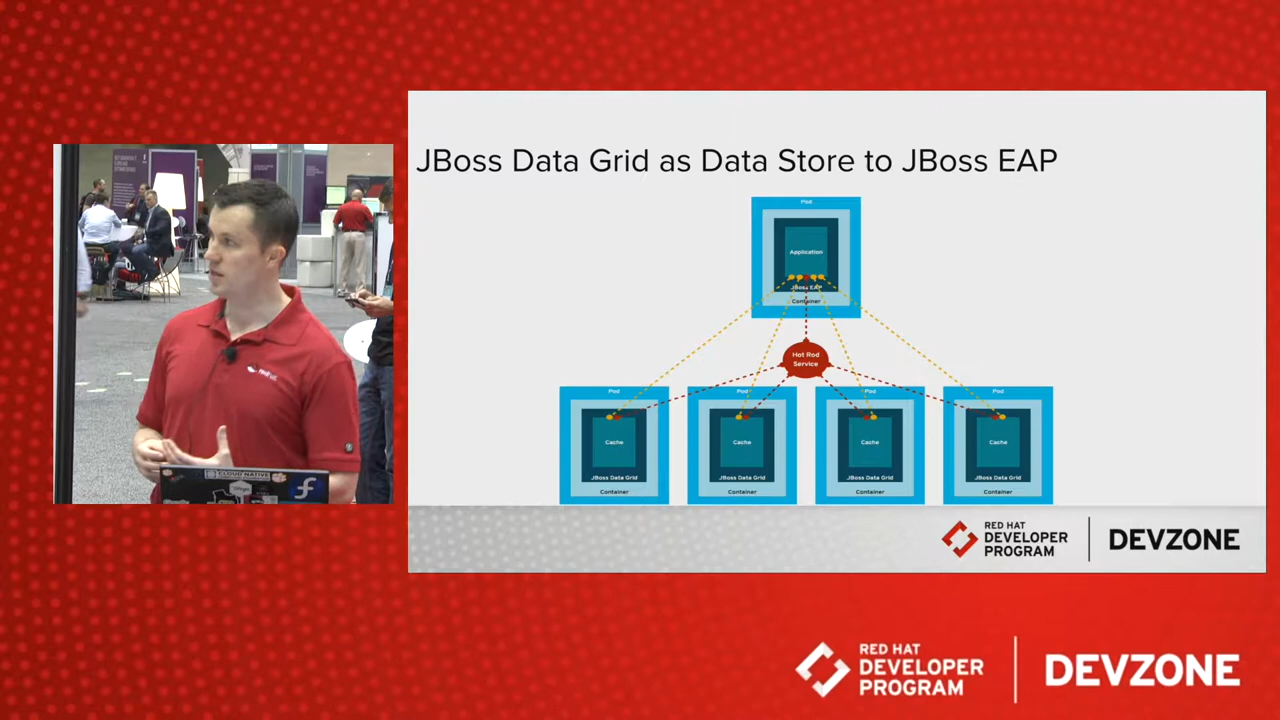 JBoss Data Grid as Data Store to JBoss EAP
Pod
Application
JBoss EAP
Container
Hot Rod
Service
Pod
Pod
Pod
Pod
Cache
Cache
Cache
Cache
JBoss Data Grid
JBoss Data Grid
JBoss Data Grid
JBoss Data Grid
Container
Container
Container
Container
CLOUD NATIVE
RED HAT
DEVELOPER
PROGRAM
DEVZONE
RED HAT
DEVELOPER
PROGRAM
DEVZONE